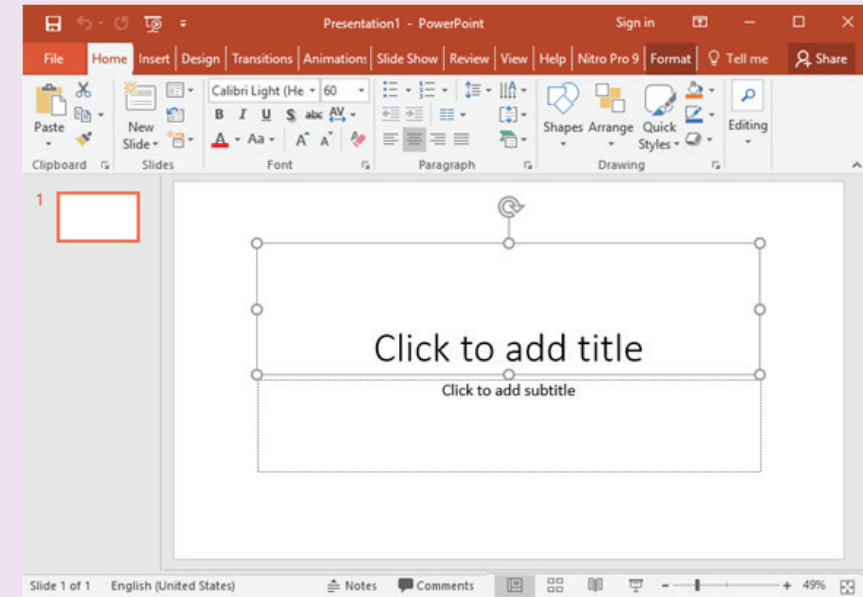 Presentation1 - PowerPoint Sign in
File Home Insert Design Transitions Animation: Slide Show Review View Help Nitro Pro 9 Format Tell me Share
Calibri Light (He 60
B I U S abc AV
A Aa A A
Paste New Slide Shapes Arrange Quick Styles Editing
Clipboard Slides Font Paragraph Drawing
1
Click to add title
Click to add subtitle
Slide 1 of 1 English (United States) Notes Comments - + 49%